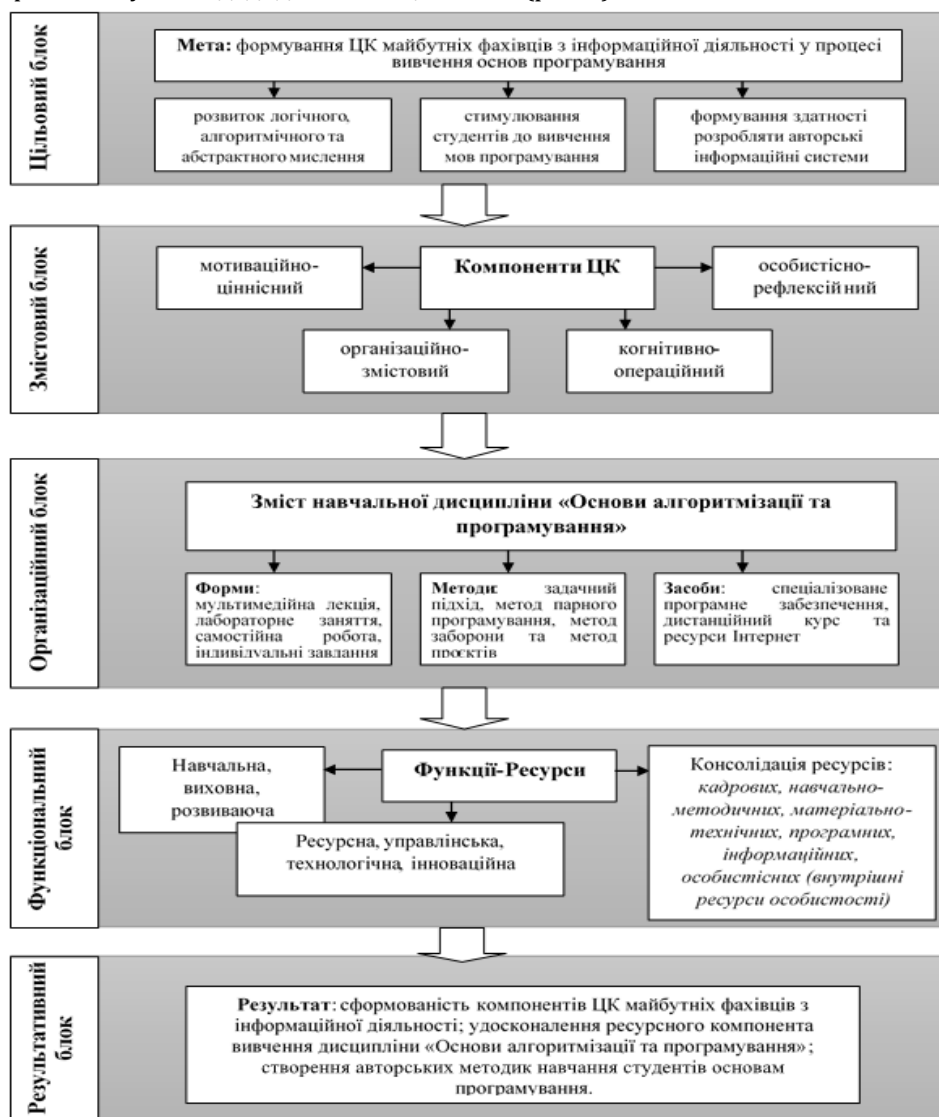 Цільовий блок
Мета: формування ЦК майбутніх фахівців з інформаційної діяльності у процесі
вивчення основ програмування
розвиток логічного,
алгоритмічного та
абстрактного мислення
стимулювання
студентів до вивчення
мов програмування
формування здатності
розробляти авторські
інформаційні системи
Змістовий блок
Компоненти ЦК
мотиваційно-
ціннісний
особистісно-
рефлексійний
організаційно-
змістовий
когнітивно-
операційний
Організаційний блок
Зміст навчальної дисципліни «Основи алгоритмізації та
програмування»
Форми:
мультимедійна лекція,
лабораторне заняття,
самостійна робота,
індивідуальні завдання
Методи: задачний
підхід, метод парного
програмування, метод
заборони та метод
проєктів
Засоби: спеціалізоване
програмне забезпечення,
дистанційний курс та
ресурси Інтернет
Функціональний
блок
Навчальна,
виховна,
розвиваюча
Функції-Ресурси
Ресурсна, управлінська,
технологічна, інноваційна
Консолідація ресурсів:
кадрових, навчально-
методичних, матеріально-
технічних, програмних,
інформаційних,
особистісних (внутрішні
ресурси особистості)
Результативний
блок
Результат: сформованість компонентів ЦК майбутніх фахівців з
інформаційної діяльності; удосконалення ресурсного компонента
вивчення дисципліни «Основи алгоритмізації та програмування»;
створення авторських методик навчання студентів основам
програмування.